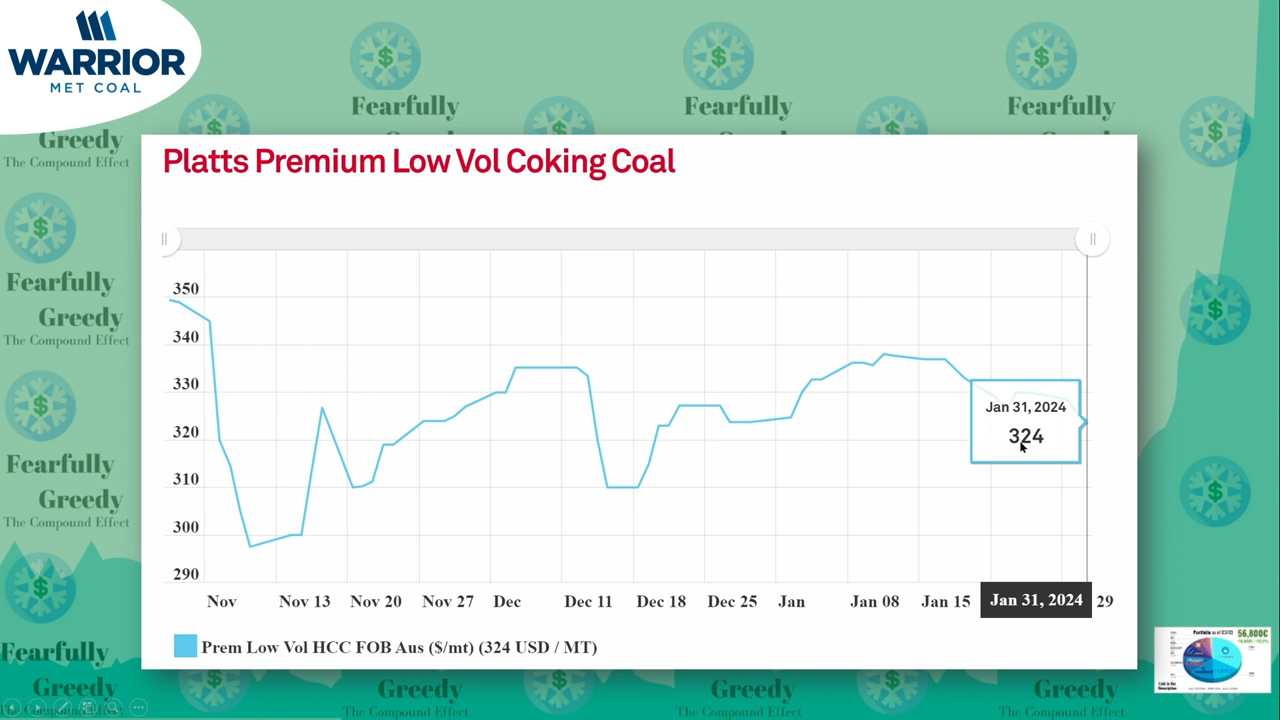 WARRIOR
MET COAL
Fearfully
Fearfully
Fearfully
Greedy
The Compound Effect
Platts Premium Low Vol Coking Coal
Fearfully
Greedy
The Compound Effect
350
340
330
320
310
300
290
Jan 31, 2024
324
Nov
Nov 13
Nov 20
Nov 27
Dec
Dec 11
Dec 18
Dec 25
Jan
Jan 08
Jan 15
Jan 31, 2024
29
Prem Low Vol HCC FOB Aus ($/mt) (324 USD / MT)
Fearfully
Greedy
The Compound Effect
Fearfully
Greedy
The Compound Effect
Greedy
The Compound Effect
Greedy
The Compound Effect
Greedy
The Compound Effect
56,800€
Link in the
Description